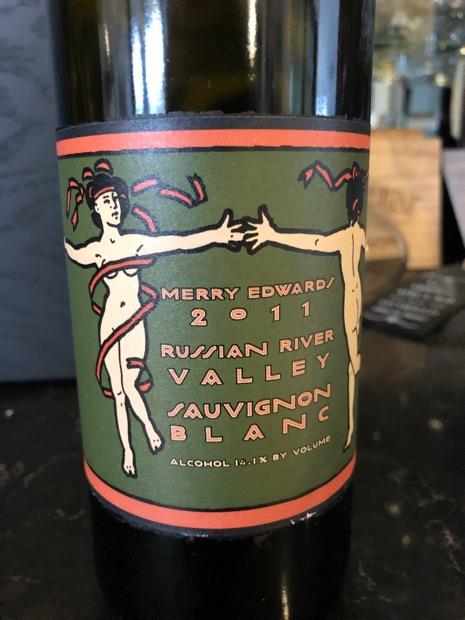 MERRY EDWARDS
2011
RUSSIAN RIVER
VALLEY
SAUVIGNON
BLANC
ALCOHOL 14.1% BY VOLUME